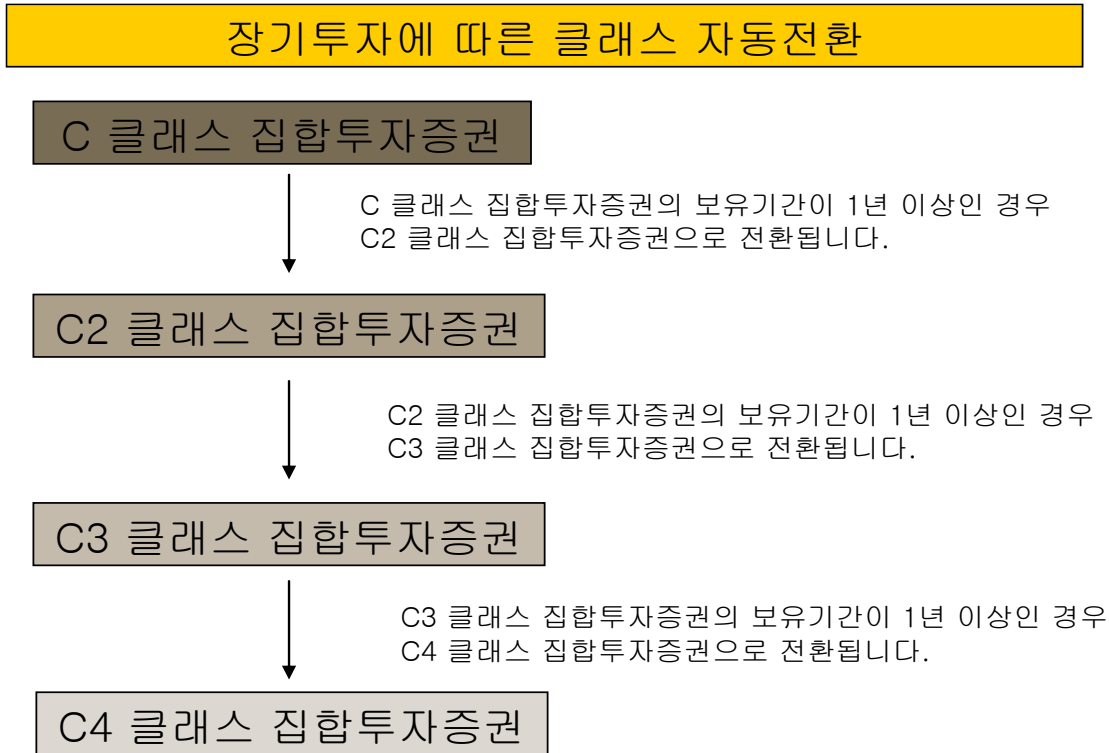 장기투자에 따른 클래스 자동전환
C 클래스 집합투자증권
C 클래스 집합투자증권의 보유기간이 1년 이상인 경우
C2 클래스 집합투자증권으로 전환됩니다.
C2 클래스 집합투자증권
C2 클래스 집합투자증권의 보유기간이 1년 이상인 경우
C3 클래스 집합투자증권으로 전환됩니다.
C3 클래스 집합투자증권
C3 클래스 집합투자증권의 보유기간이 1년 이상인 경우
C4 클래스 집합투자증권으로 전환됩니다.
C4 클래스 집합투자증권